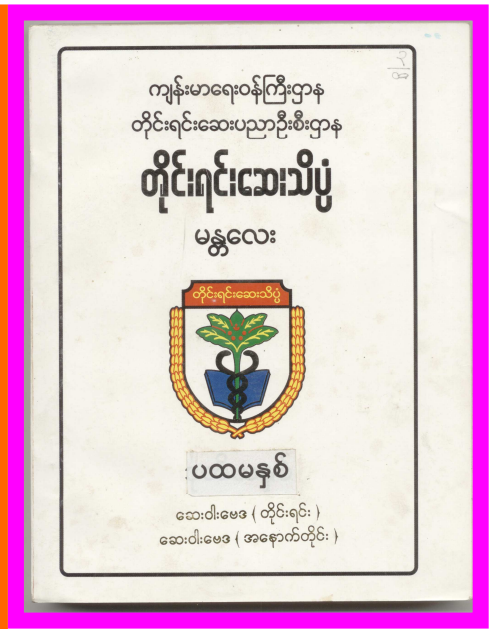 ကျန်းမာရေးဝန်ကြီးဌာန
တိုင်းရင်းဆေးပညာဦးစီးဌာန
တိုင်းရင်းဆေးသိပ္ပံ
မန္တလေး
တိုင်းရင်းဆေးသိပ္ပံ
ပထမနှစ်
ဆေးဝါးဗေဒ ( တိုင်းရင်း )
ဆေးဝါးဗေဒ ( အနောက်တိုင်း )